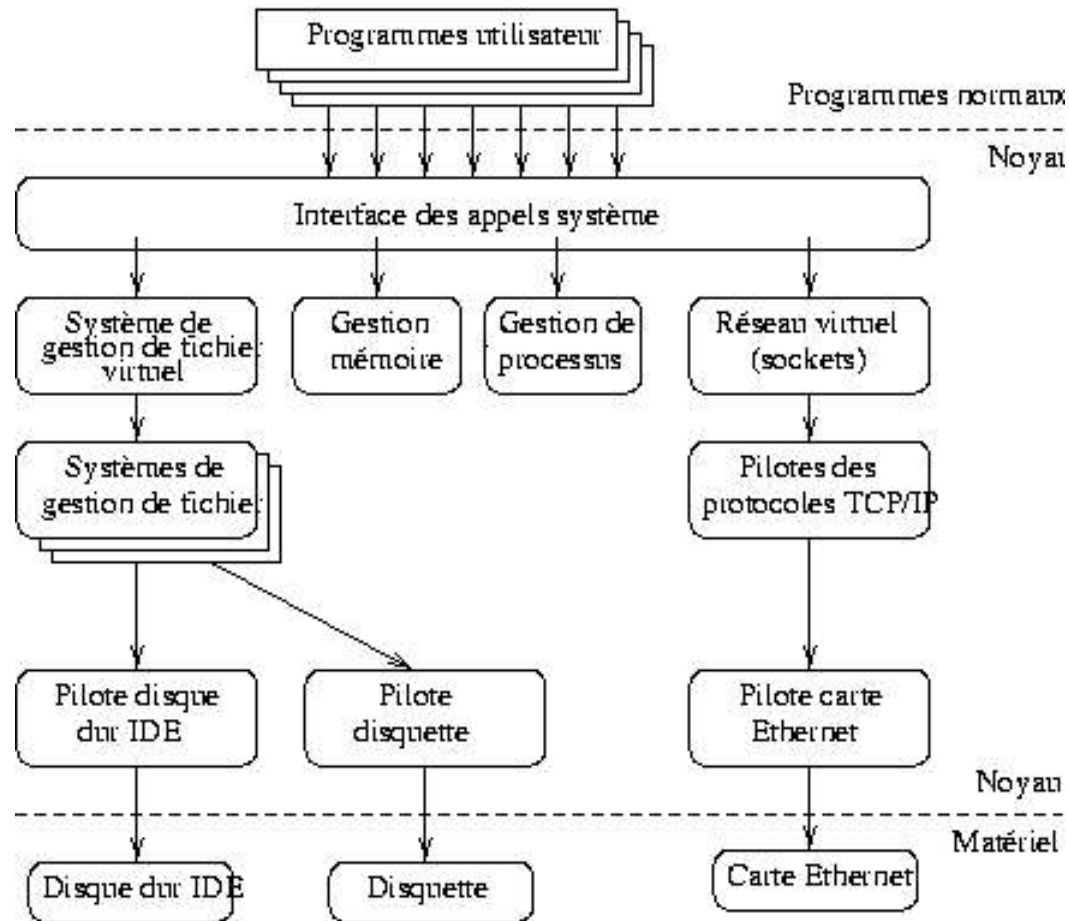 Programmes utilisateur
Programmes normaux
Noyau
Interface des appels système
Système de
gestion de fichier
virtuel
Gestion
mémoire
Gestion de
processus
Réseau virtuel
(sockets)
Systèmes de
gestion de fichier
Pilotes des
protocoles TCP/IP
Pilote disque
dur IDE
Pilote
disquette
Pilote carte
Ethernet
Noyau
Matériel
Disque dur IDE
Disquette
Carte Ethernet